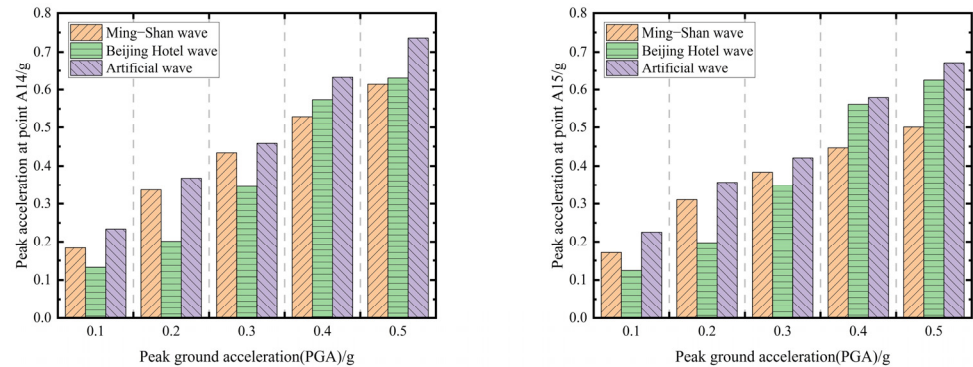 Peak acceleration at point A14/g
0.8
0.7
0.6
0.5
0.4
0.3
0.2
0.1
0.0
Ming−Shan wave
Beijing Hotel wave
Artificial wave
0.1 0.2 0.3 0.4 0.5
Peak ground acceleration(PGA)/g
Peak acceleration at point A15/g
0.8
0.7
0.6
0.5
0.4
0.3
0.2
0.1
0.0
Ming−Shan wave
Beijing Hotel wave
Artificial wave
0.1 0.2 0.3 0.4 0.5
Peak ground acceleration(PGA)/g